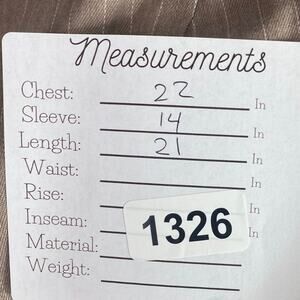 Measurements
Chest: 22 In
Sleeve: 14 In
Length: 21 In
Waist: In
Rise: In
Inseam: In
Material:
Weight:
1326